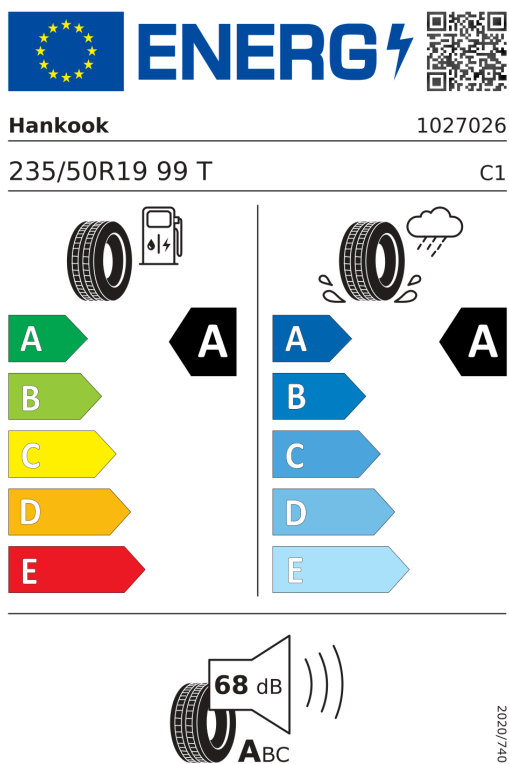 ENERG
Hankook 1027026
235/50R19 99 T C1
A A
A A
B B
C C
D D
E E
68 dB
ABC
2020/740